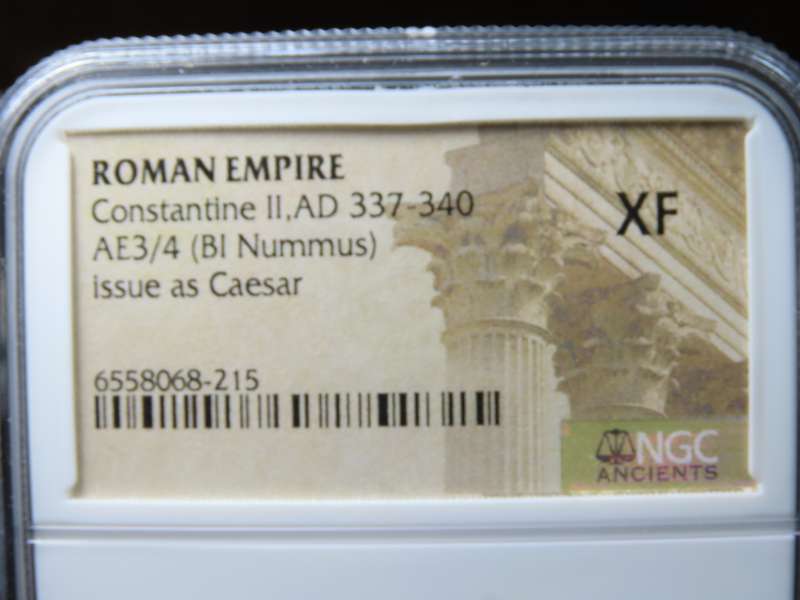 ROMAN EMPIRE
Constantine II, AD 337-340
AE3/4 (BI Nummus)
issue as Caesar
XF
6558068-215
NGC
ANCIENTS